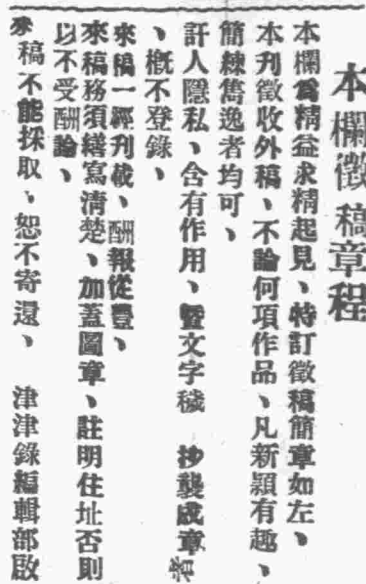 本欄徵稿章程
本欄爲精益求精起見、特訂徵稿簡章如左、
本刊徵收外稿、不論何項作品、凡新穎有趣、
簡練雋逸者均可、
訐人隱私、含有作用、暨文字穢 抄襲成章
、槪不登錄、
來稿一經刋載、酬報從豐、
來稿務須繕寫清楚、加蓋圖章、註明住址否則
以不受酬論、
來稿不能採取、恕不寄還、 津津錄編輯部啟